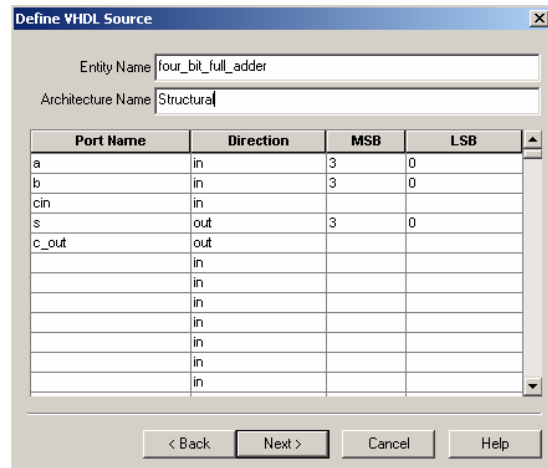 Define VHDL Source
Entity Name four_bit_full_adder
Architecture Name Structural
Port Name Direction MSB LSB
a in 3 0
b in 3 0
cin in
s out 3 0
c_out out
in
in
in
in
in
in
in
< Back Next > Cancel Help